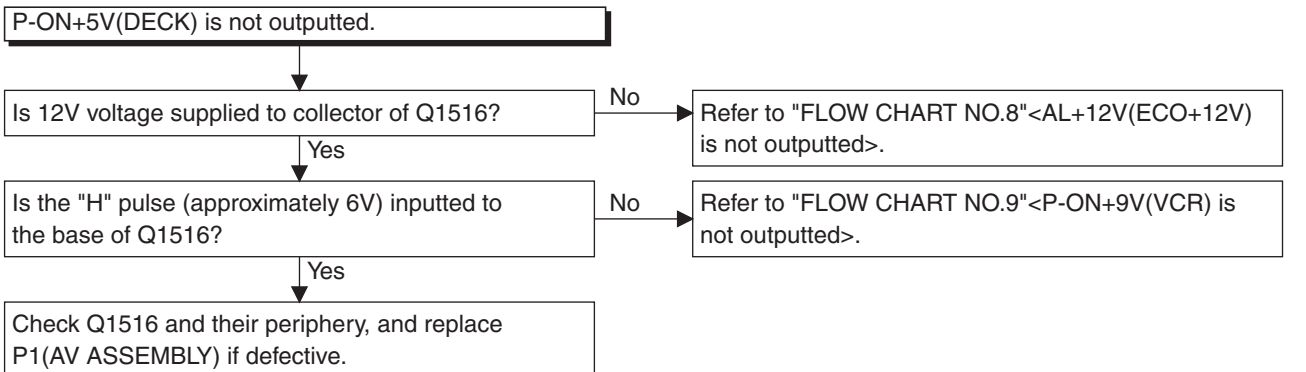 P-ON+5V(DECK) is not outputted.
Is 12V voltage supplied to collector of Q1516?
No
Refer to "FLOW CHART NO.8"<AL+12V(ECO+12V)
is not outputted>.
Yes
Is the "H" pulse (approximately 6V) inputted to
the base of Q1516?
No
Refer to "FLOW CHART NO.9"<P-ON+9V(VCR) is
not outputted>.
Yes
Check Q1516 and their periphery, and replace
P1(AV ASSEMBLY) if defective.